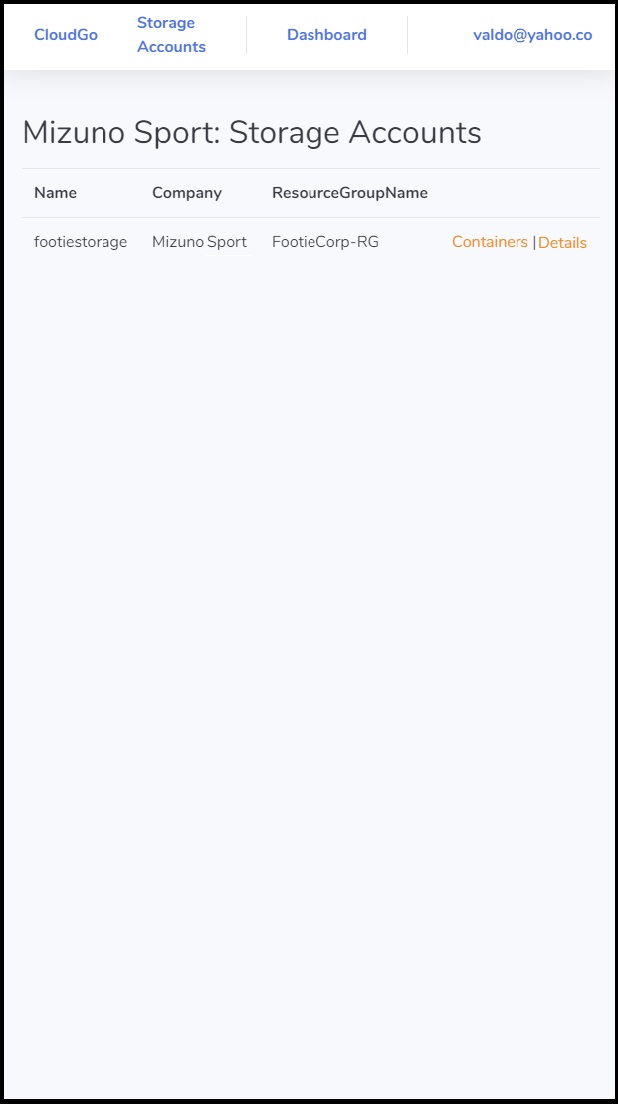 CloudGo
Storage
Accounts
Dashboard
valdo@yahoo.co
Mizuno Sport: Storage Accounts
Name Company ResourceGroupName
footiestorage Mizuno Sport FootieCorp-RG Containers | Details